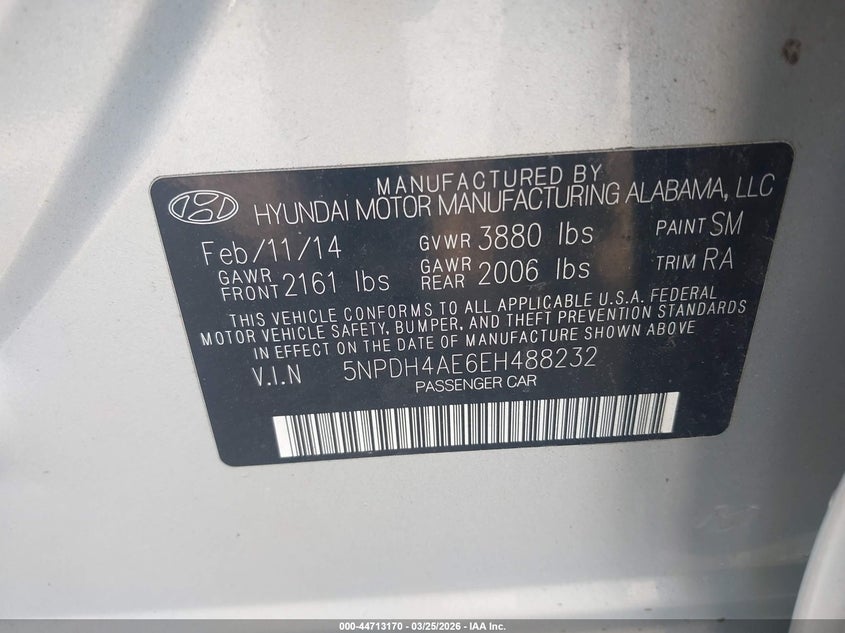 MANUFACTURED BY
HYUNDAI MOTOR MANUFACTURING ALABAMA, LLC
Feb/11/14 GVWR 3880 lbs PAINT SM
GAWR FRONT 2161 lbs GAWR REAR 2006 lbs TRIM RA
THIS VEHICLE CONFORMS TO ALL APPLICABLE U.S.A. FEDERAL
MOTOR VEHICLE SAFETY, BUMPER, AND THEFT PREVENTION STANDARDS
IN EFFECT ON THE DATE OF MANUFACTURE SHOWN ABOVE
V.I.N 5NPDH4AE6EH488232
PASSENGER CAR
000-44713170 - 03/25/2026 - IAA Inc.